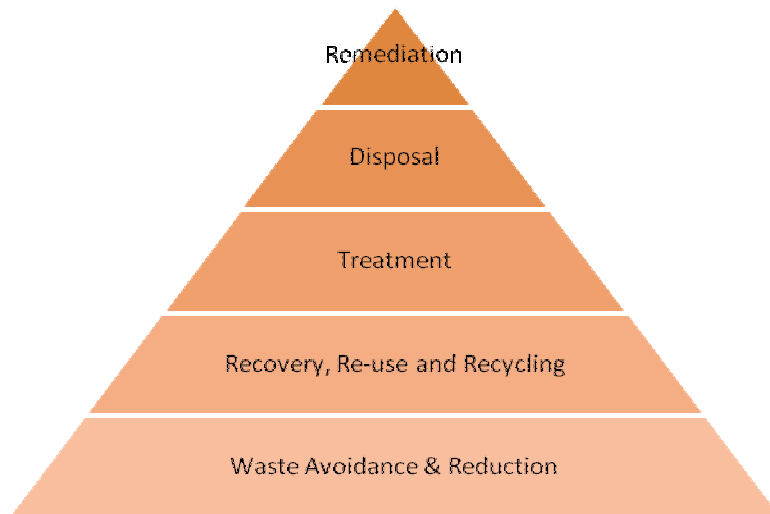 Remediation
Disposal
Treatment
Recovery, Re-use and Recycling
Waste Avoidance & Reduction